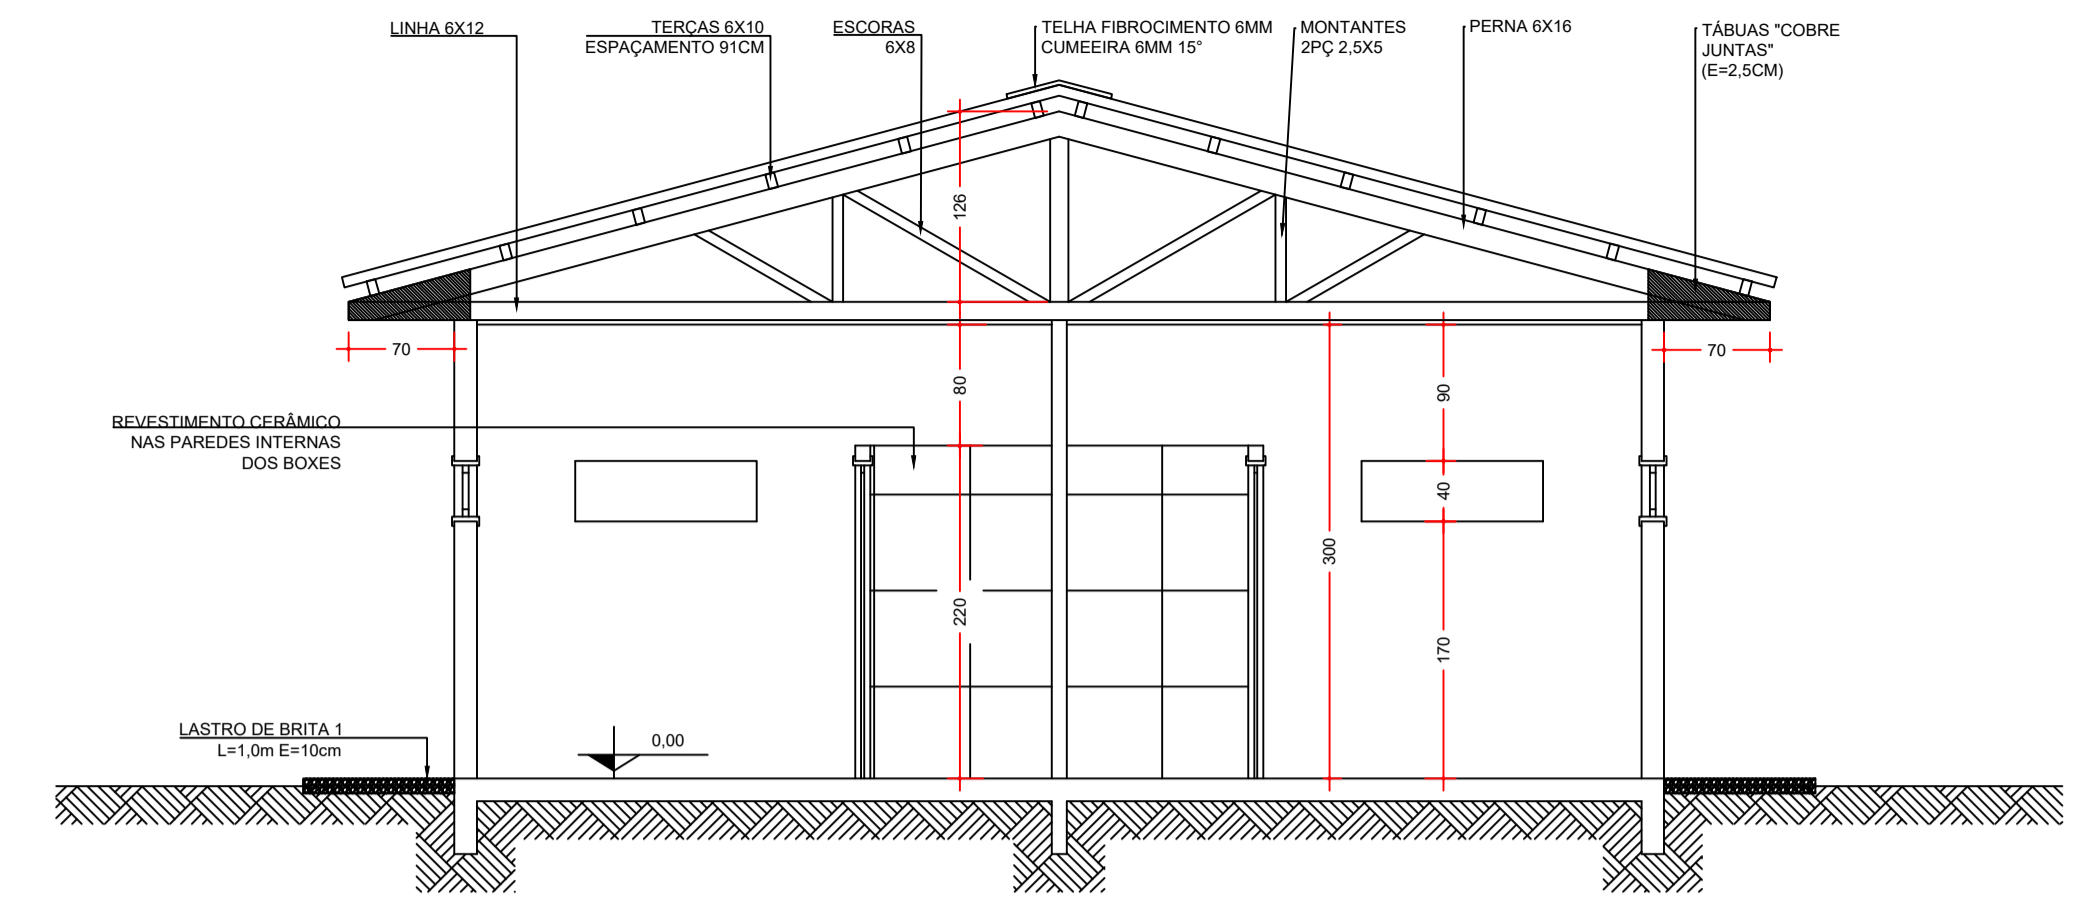 LINHA 6X12
TERÇAS 6X10
ESPAÇAMENTO 91CM
ESCORAS
6X8
TELHA FIBROCIMENTO 6MM
CUMEEIRA 6MM 15°
MONTANTES
2PÇ 2,5X5
PERNA 6X16
TÁBUAS "COBRE
JUNTAS"
(E=2,5CM)
126
70
70
80
90
REVESTIMENTO CERÂMICO
NAS PAREDES INTERNAS
DOS BOXES
40
300
220
170
LASTRO DE BRITA 1
L=1,0m E=10cm
0,00